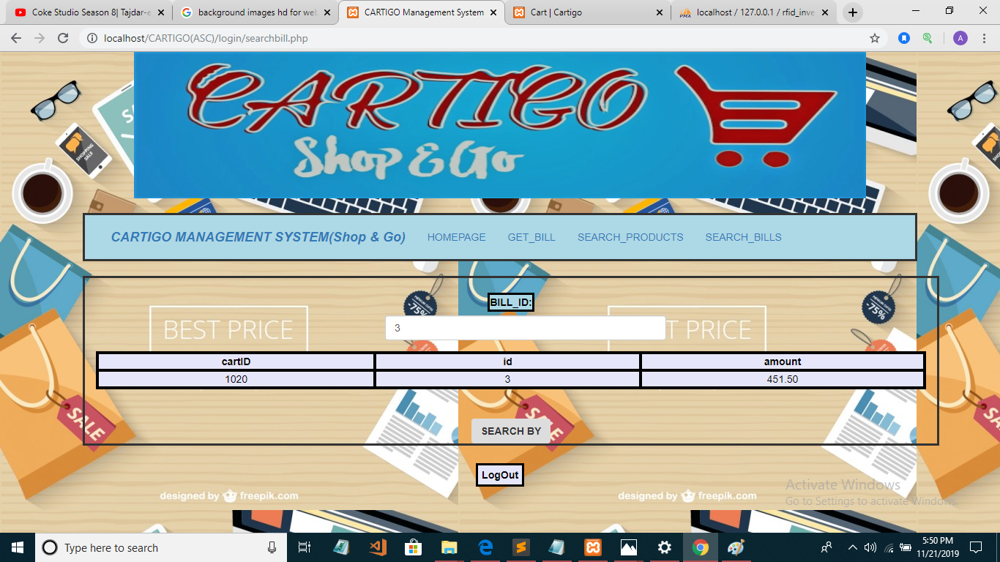 Coke Studio Season 8| Tajdar-e
background images hd for web
CARTIGO Management System
Cart | Cartigo
localhost / 127.0.0.1 / rfid_inve
localhost/CARTIGO(ASC)/login/searchbill.php
A
CARTIGO
Shop & Go
SHOPPING SALE
CARTIGO MANAGEMENT SYSTEM(Shop & Go)
HOMEPAGE
GET_BILL
SEARCH_PRODUCTS
SEARCH_BILLS
BILL_ID:
3
BEST PRICE
-75%
T PRICE
-75%
cartID id amount
1020 3 451.50
SALE
SALE
SALE
SEARCH BY
LogOut
designed by freepik.com
designed by freepik.com
Activate Windows
Go to Settings to activate Windows.
Type here to search
5:50 PM
11/21/2019